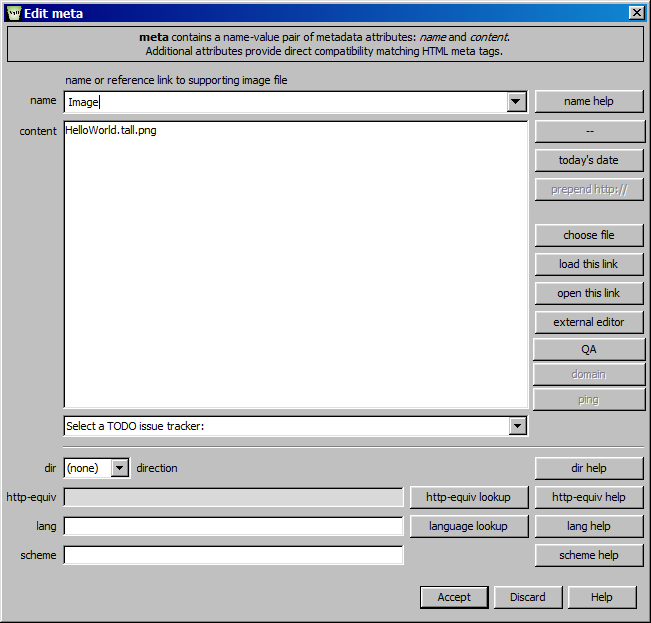 Edit meta
meta contains a name-value pair of metadata attributes: name and content.
Additional attributes provide direct compatibility matching HTML meta tags.
name or reference link to supporting image file
name Image name help
content HelloWorld.tall.png --
today's date
prepend http://
choose file
load this link
open this link
external editor
QA
domain
ping
Select a TODO issue tracker:
dir (none) direction dir help
http-equiv http-equiv lookup http-equiv help
lang language lookup lang help
scheme scheme help
Accept Discard Help